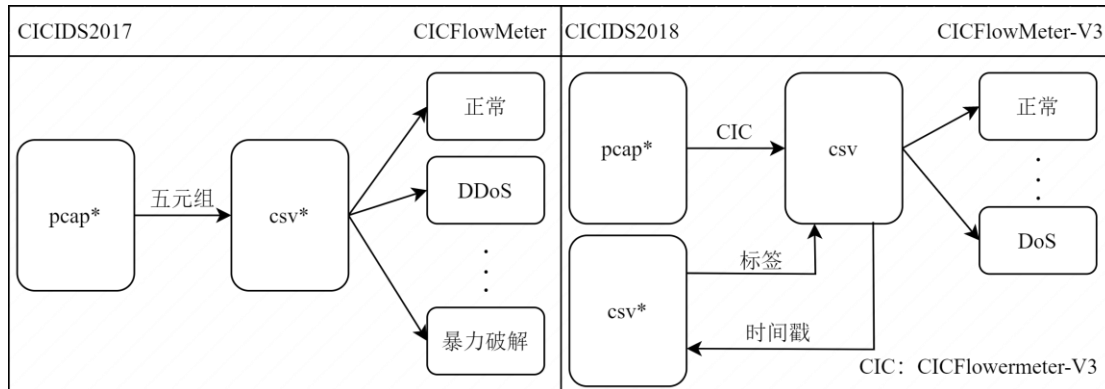 CICIDS2017
CICFlowMeter
pcap*
五元组
csv*
正常
DDoS
暴力破解
CICIDS2018
CICFlowMeter-V3
pcap*
CIC
csv
正常
DoS
csv*
标签
时间戳
CIC：CICFlowermeter-V3